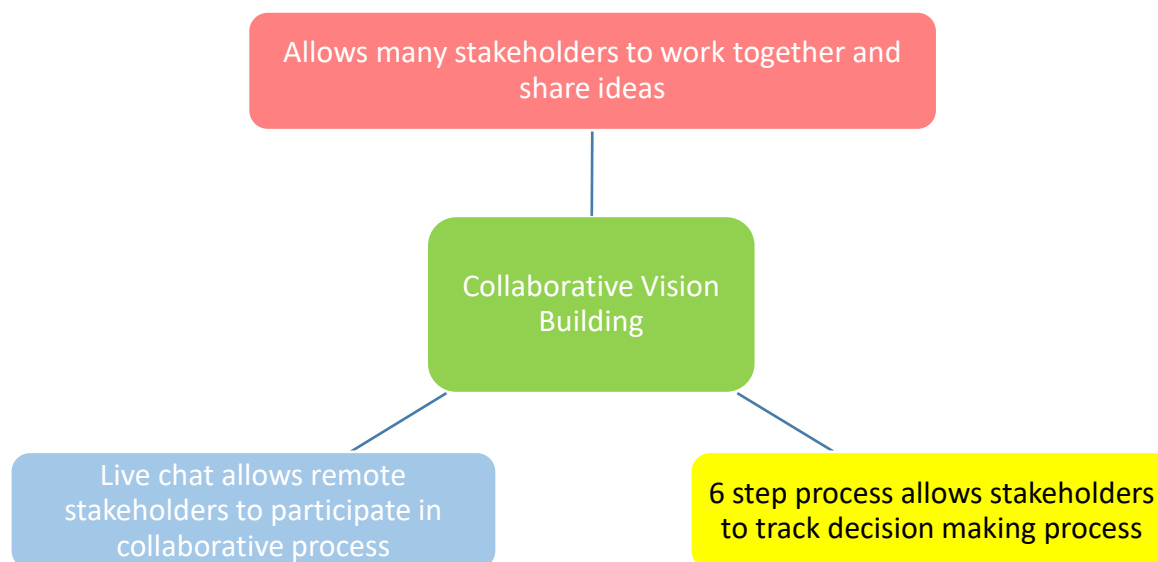 Allows many stakeholders to work together and
share ideas
Collaborative Vision
Building
Live chat allows remote
stakeholders to participate in
collaborative process
6 step process allows stakeholders
to track decision making process